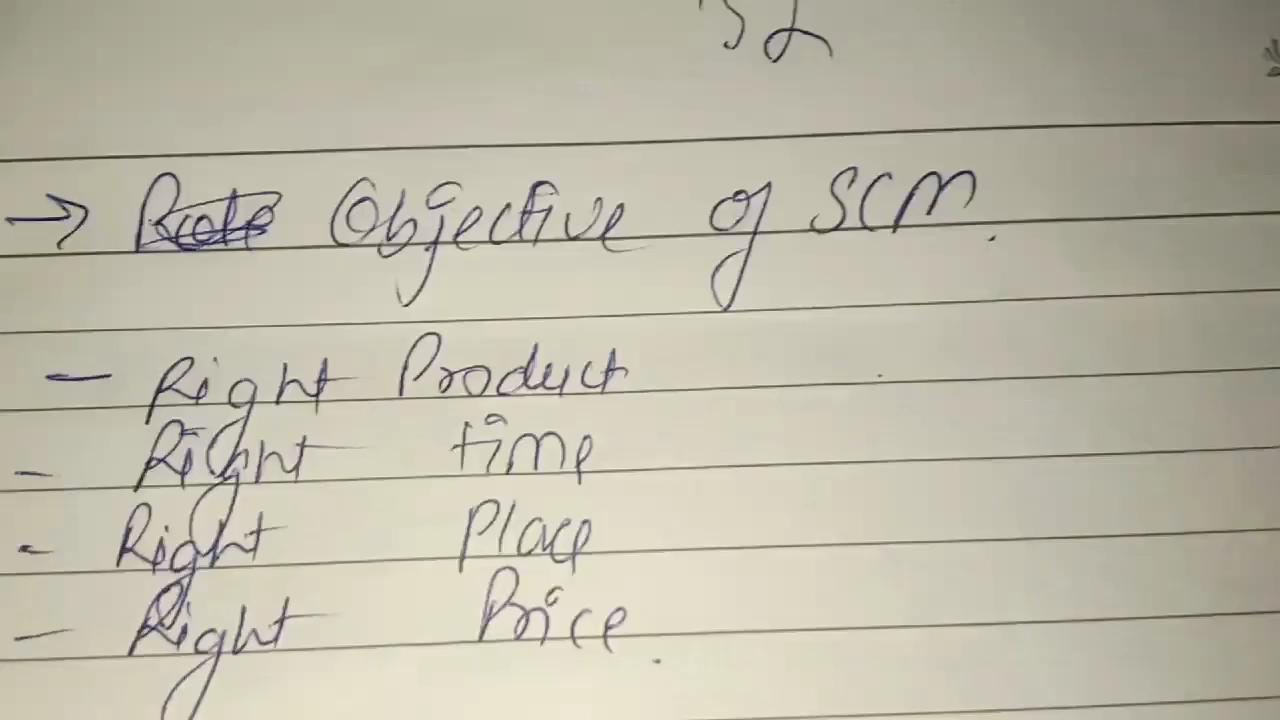 → Objective of SCM.
- Right Product
- Right time
- Right Place
- Right Price.